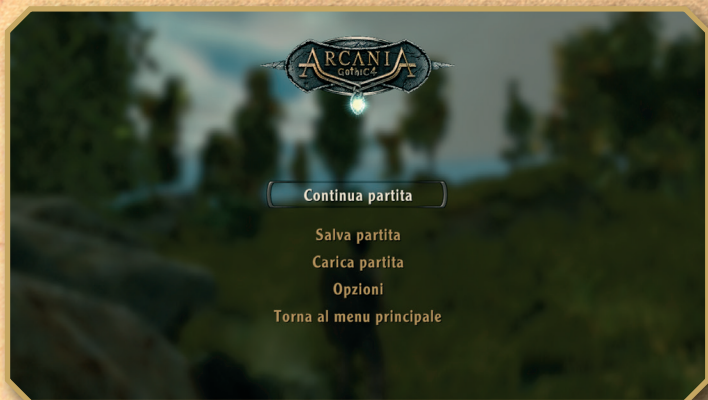 ARCANIA
GOTHIC 4
Continua partita
Salva partita
Carica partita
Opzioni
Torna al menu principale